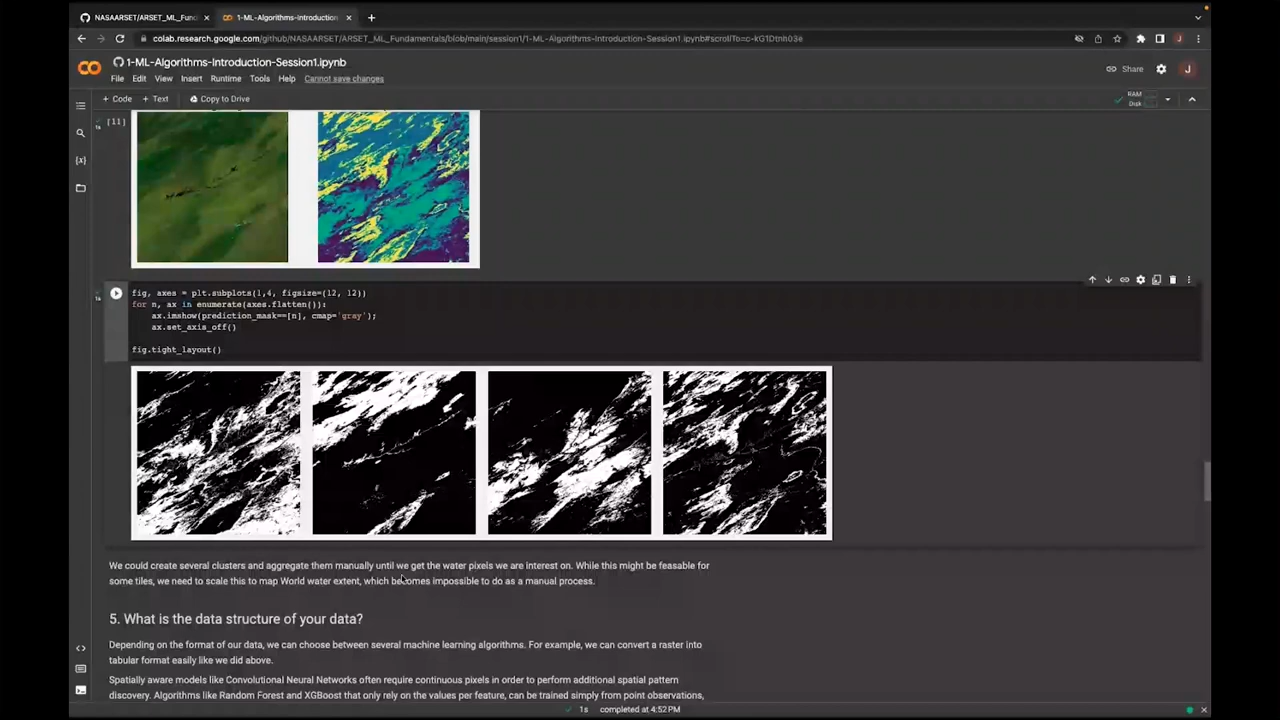 NASAARSET/ARSET_ML_Fund
1-ML-Algorithms-Introduction
colab.research.google.com/github/NASAARSET/ARSET_ML_Fundamentals/blob/main/session1/1-ML-Algorithms-Introduction-Session1.ipynb#scrollTo=c-kG1Dtnh03e
J
1-ML-Algorithms-Introduction-Session1.ipynb
File Edit View Insert Runtime Tools Help Cannot save changes
Share
J
+ Code + Text Copy to Drive
RAM
Disk
[11]
1s
{x}
1s
fig, axes = plt.subplots(1,4, figsize=(12, 12))
for n, ax in enumerate(axes.flatten()):
ax.imshow(prediction_mask==[n], cmap='gray');
ax.set_axis_off()
fig.tight_layout()
We could create several clusters and aggregate them manually until we get the water pixels we are interest on. While this might be feasable for
some tiles, we need to scale this to map World water extent, which becomes impossible to do as a manual process.
5. What is the data structure of your data?
Depending on the format of our data, we can choose between several machine learning algorithms. For example, we can convert a raster into
tabular format easily like we did above.
Spatially aware models like Convolutional Neural Networks often require continuous pixels in order to perform additional spatial pattern
discovery. Algorithms like Random Forest and XGBoost that only rely on the values per feature, can be trained simply from point observations,
1s completed at 4:52PM